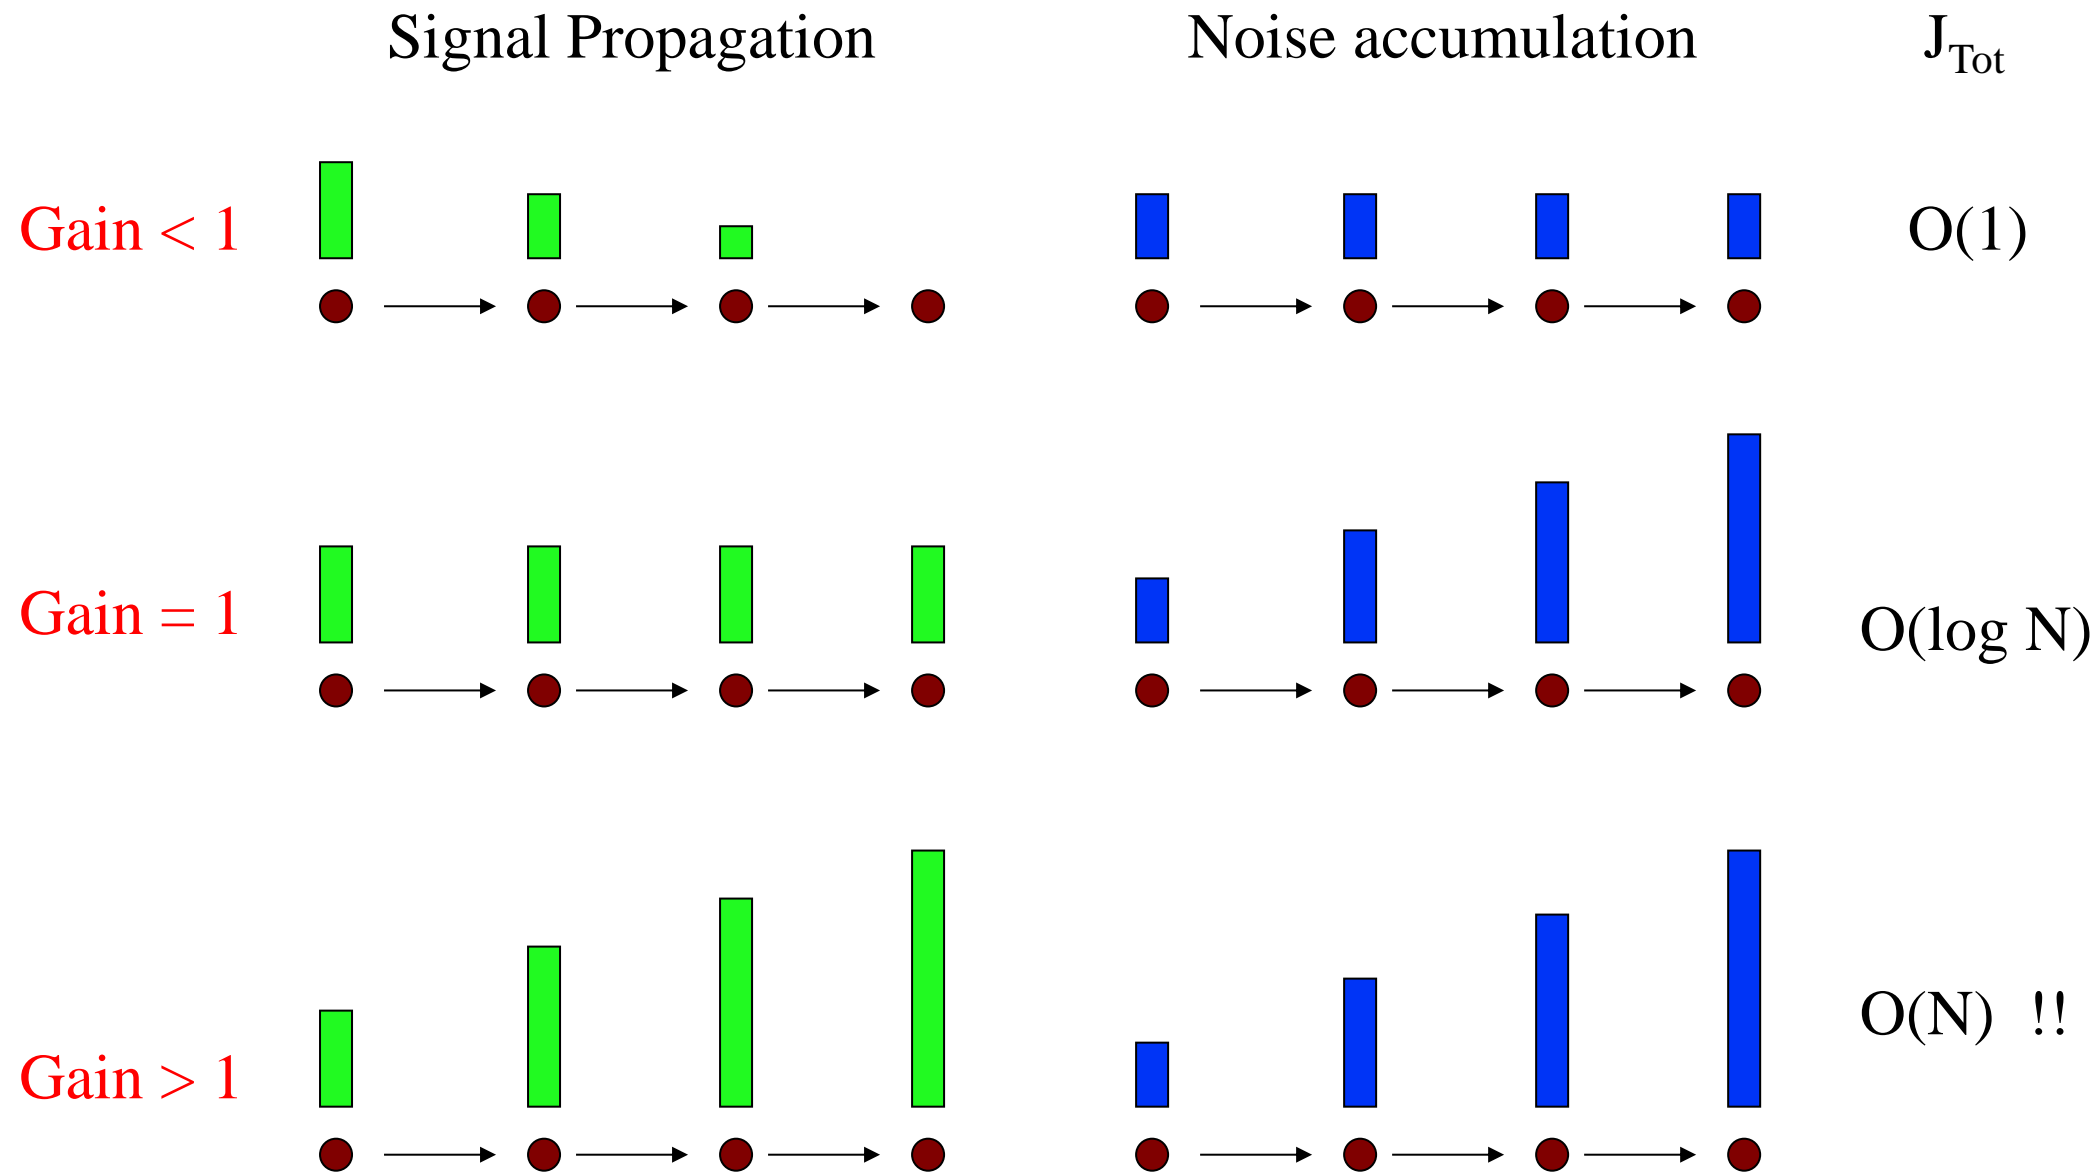 Signal Propagation Noise accumulation J_Tot
Gain < 1 O(1)
Gain = 1 O(log N)
Gain > 1 O(N) !!